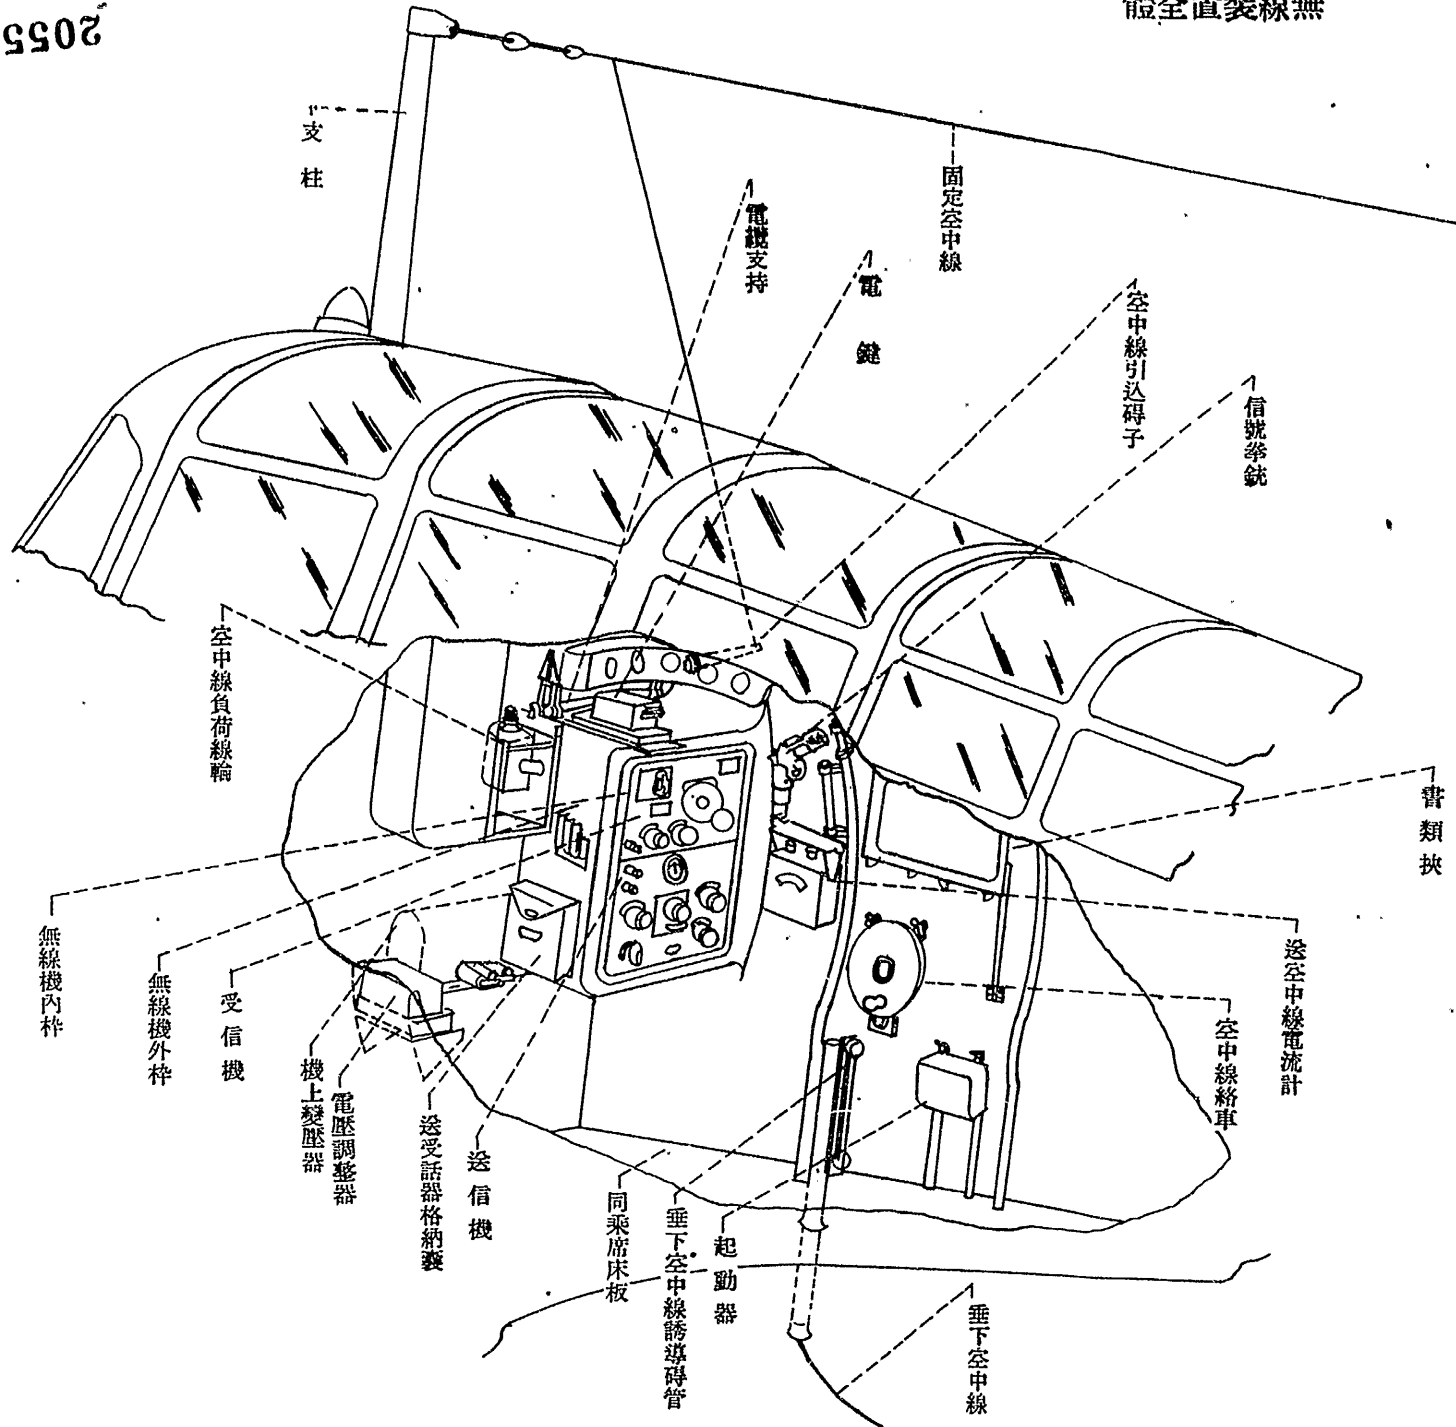 無線裝置全體
2055
支柱
固定空中線
電鍵支持
電鍵
空中線引込碍子
信號拳銃
空中線負荷線輪
書類挾
送空中線電流計
空中線絡車
無線機內枠
無線機外枠
受信機
機上變壓器
電壓調整器
送受話器格納囊
送信機
同乘席床板
垂下空中線誘導碍管
起動器
垂下空中線